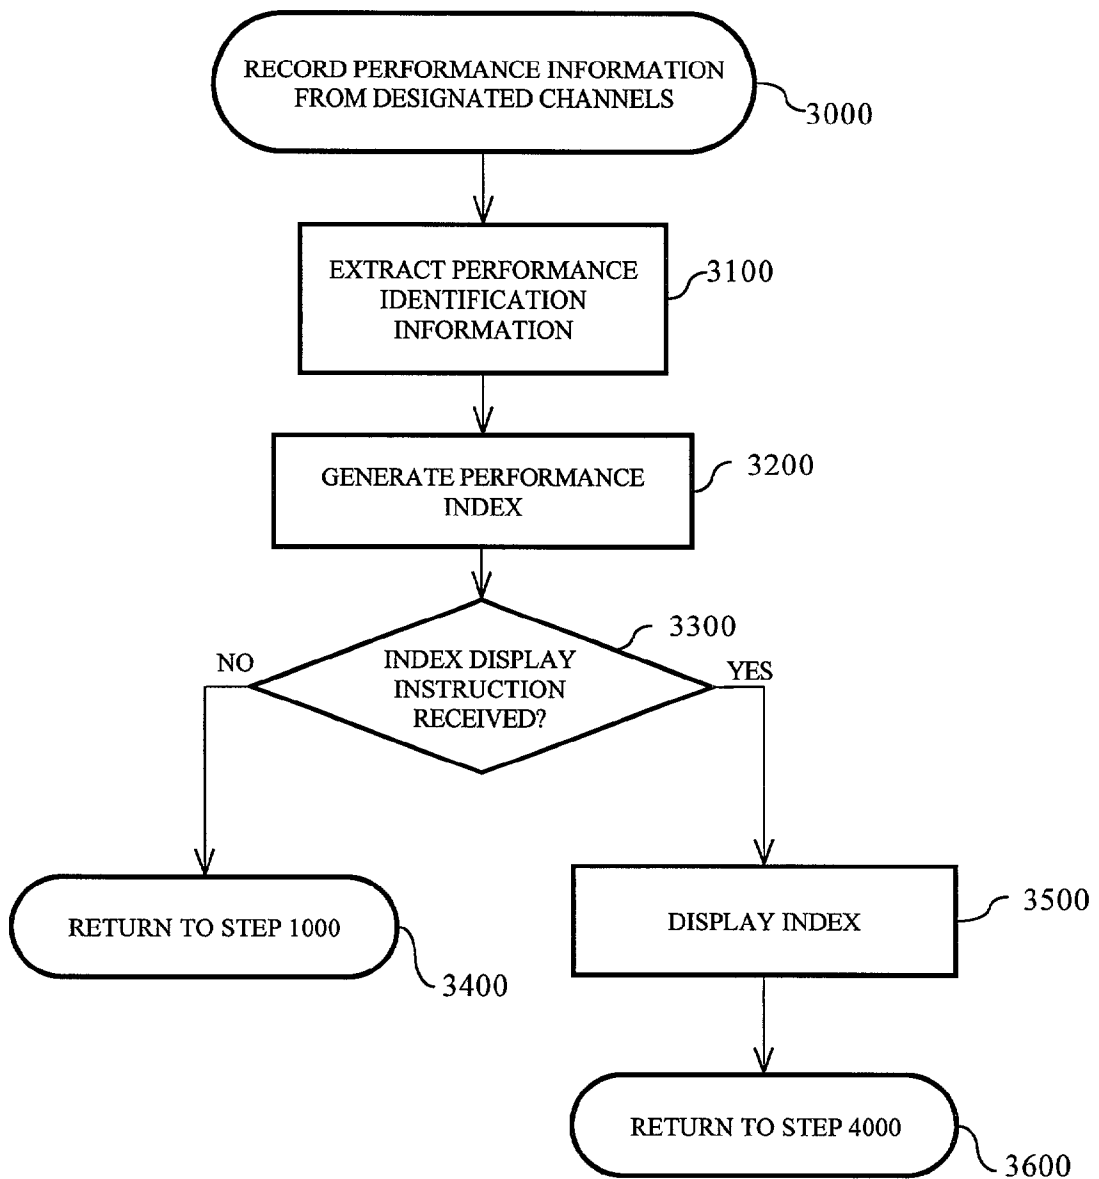 RECORD PERFORMANCE INFORMATION
FROM DESIGNATED CHANNELS
3000
EXTRACT PERFORMANCE
IDENTIFICATION
INFORMATION
3100
GENERATE PERFORMANCE
INDEX
3200
3300
INDEX DISPLAY
INSTRUCTION
RECEIVED?
NO
YES
RETURN TO STEP 1000
3400
DISPLAY INDEX
3500
RETURN TO STEP 4000
3600